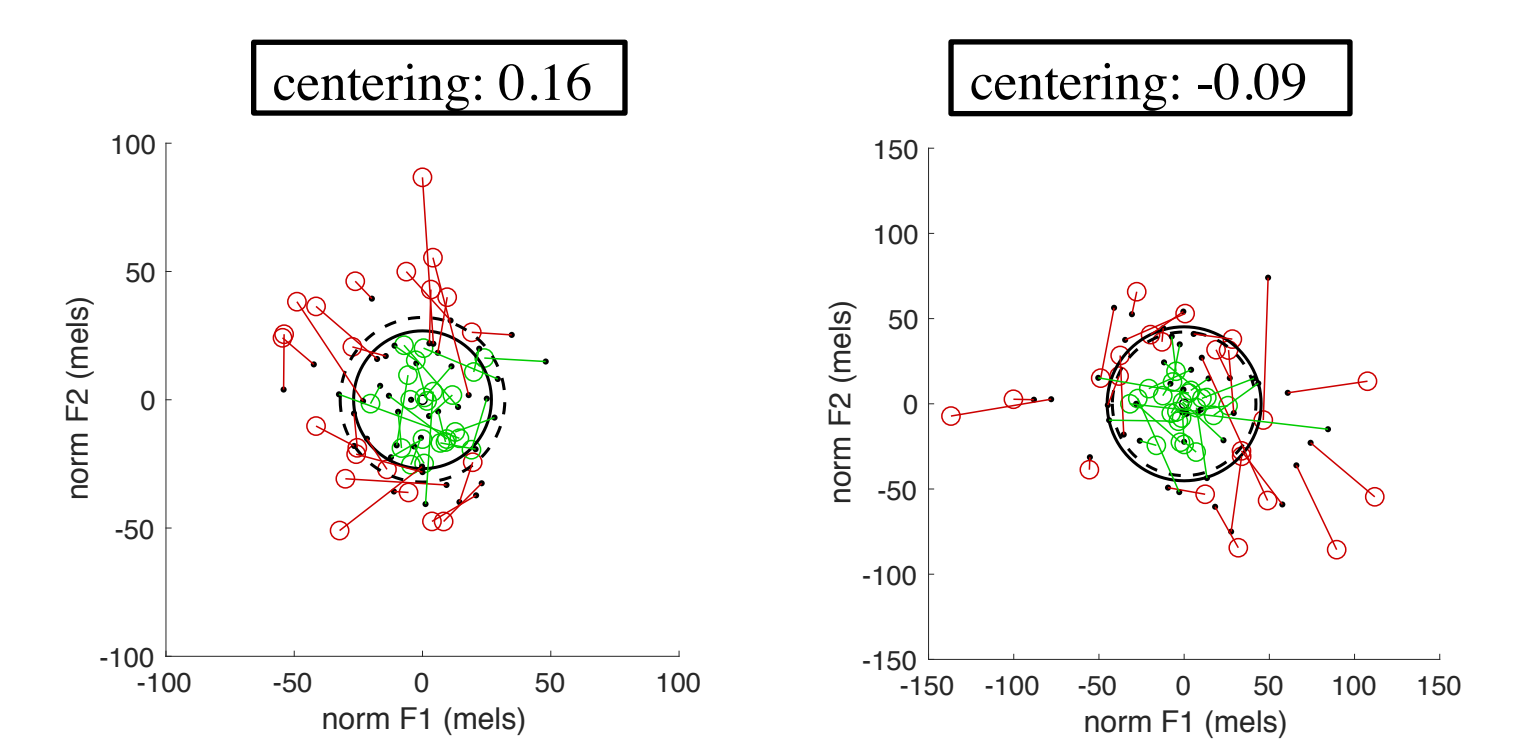 centering: 0.16
100
50
0
-50
-100
norm F2 (mels)
-100 -50 0 50 100
norm F1 (mels)
centering: -0.09
150
100
50
0
-50
-100
-150
norm F2 (mels)
-150 -100 -50 0 50 100 150
norm F1 (mels)